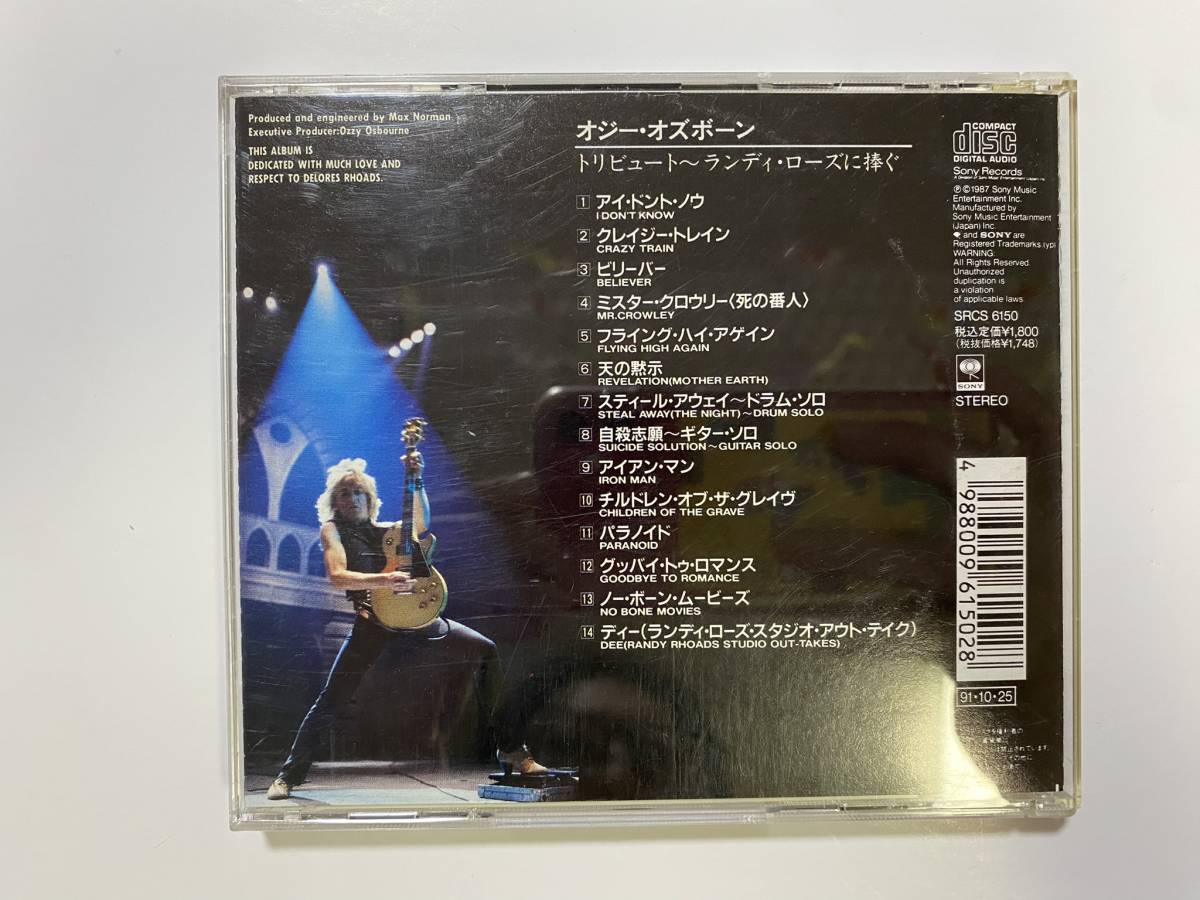 Produced and engineered by Max Norman
Executive Producer:Ozzy Osbourne
THIS ALBUM IS
DEDICATED WITH MUCH LOVE AND
RESPECT TO DELORES RHOADS.
オジー・オズボーン
トリビュート〜ランディ・ローズに捧ぐ
1 アイ・ドント・ノウ
I DON'T KNOW
2 クレイジー・トレイン
CRAZY TRAIN
3 ビリーバー
BELIEVER
4 ミスター・クロウリー〈死の番人〉
MR.CROWLEY
5 フライング・ハイ・アゲイン
FLYING HIGH AGAIN
6 天の黙示
REVELATION(MOTHER EARTH)
7 スティール・アウェイ〜ドラム・ソロ
STEAL AWAY(THE NIGHT)〜DRUM SOLO
8 自殺志願〜ギター・ソロ
SUICIDE SOLUTION〜GUITAR SOLO
9 アイアン・マン
IRON MAN
10 チルドレン・オブ・ザ・グレイヴ
CHILDREN OF THE GRAVE
11 パラノイド
PARANOID
12 グッバイ・トゥ・ロマンス
GOODBYE TO ROMANCE
13 ノー・ボーン・ムービーズ
NO BONE MOVIES
14 ディー(ランディ・ローズ・スタジオ・アウト・テイク)
DEE(RANDY RHOADS STUDIO OUT-TAKES)
COMPACT
disc
DIGITAL AUDIO
Sony Records
A Division of Sony Music Entertainment (Japan) Inc.
℗©1987 Sony Music
Entertainment Inc.
Manufactured by
Sony Music Entertainment
(Japan) Inc.
and SONY are
Registered Trademarks.(yp)
WARNING:
All Rights Reserved.
Unauthorized
duplication is
a violation
of applicable laws.
SRCS 6150
税込定価¥1,800
(税抜価格¥1,748)
SONY
STEREO
4 988009 615028
91・10・25